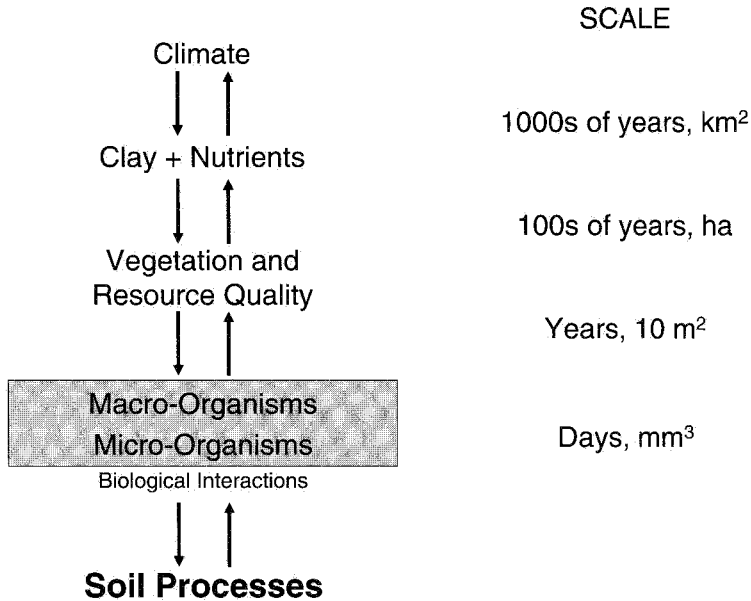 SCALE
Climate
1000s of years, km²
Clay + Nutrients
100s of years, ha
Vegetation and
Resource Quality
Years, 10 m²
Macro-Organisms
Micro-Organisms
Days, mm³
Biological Interactions
Soil Processes